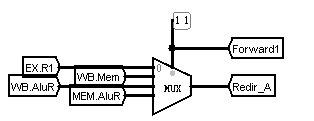 1 1
Forward1
EX.R1
0
WB.Mem
WB.AluR
MUX
Redir_A
MEM.AluR